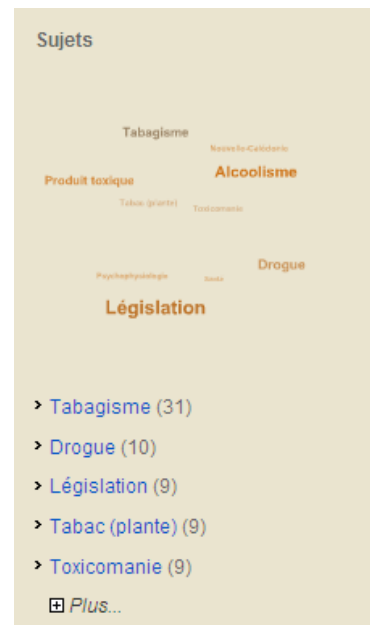 Sujets
Tabagisme
Nouvelle-Calédonie
Alcoolisme
Produit toxique
Tabac (plante)
Toxicomanie
Drogue
Psychophysiologie
Législation
Tabagisme (31)
Drogue (10)
Législation (9)
Tabac (plante) (9)
Toxicomanie (9)
Plus...